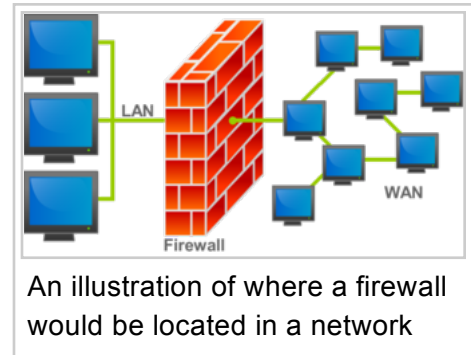 LAN
WAN
Firewall
An illustration of where a firewall
would be located in a network